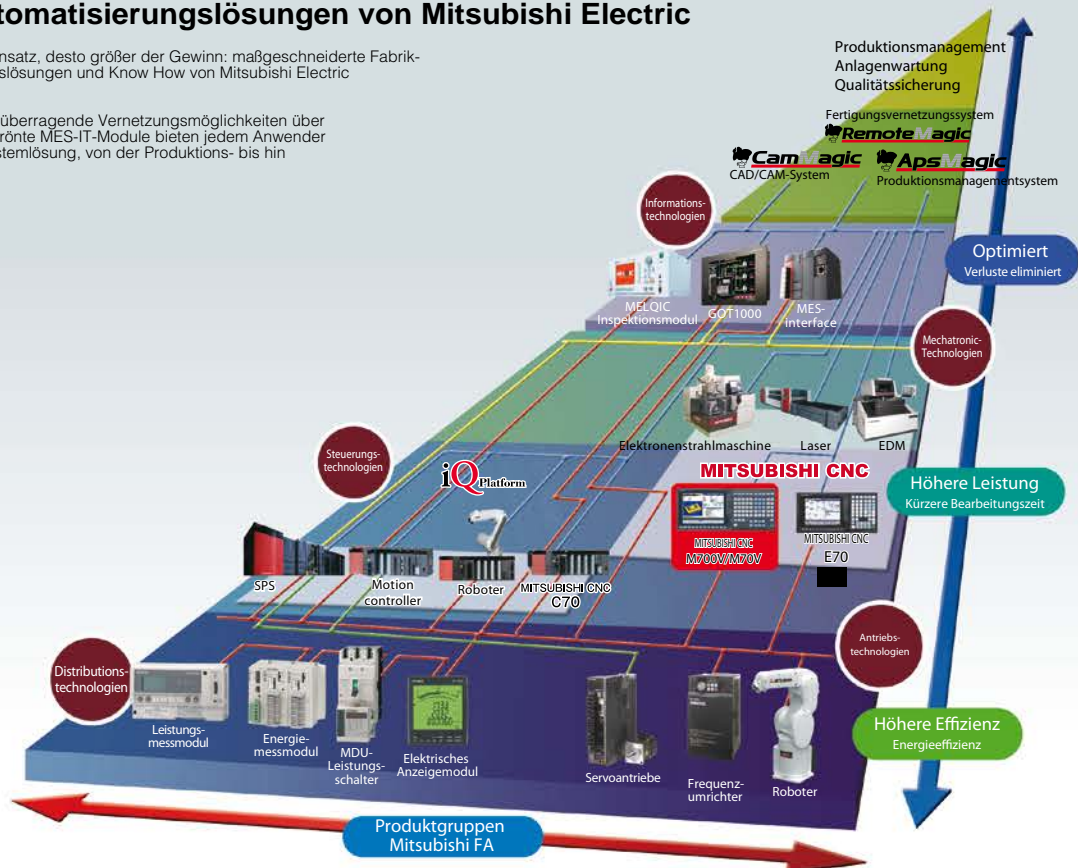 tomatisierungslösungen von Mitsubishi Electric
nsatz, desto größer der Gewinn: maßgeschneiderte Fabrik-
slösungen und Know How von Mitsubishi Electric
überragende Vernetzungsmöglichkeiten über
rönte MES-IT-Module bieten jedem Anwender
stemlösung, von der Produktions- bis hin
Produktionsmanagement
Anlagenwartung
Qualitätssicherung
Fertigungsvernetzungssystem
RemoteMagic
CamMagic
CAD/CAM-System
ApsMagic
Produktionsmanagementsystem
Informations-
technologien
Optimiert
Verluste eliminiert
MELQIC
Inspektionsmodul
GOT1000
MES-
interface
Mechatronic-
Technologien
Elektronenstrahlmaschine
Laser
EDM
Steuerungs-
technologien
iQ Platform
MITSUBISHI CNC
Höhere Leistung
Kürzere Bearbeitungszeit
MITSUBISHI CNC
M700V/M70V
MITSUBISHI CNC
E70
SPS
Motion
controller
Roboter
MITSUBISHI CNC
C70
Antriebs-
technologien
Distributions-
technologien
Leistungs-
messmodul
Energie-
messmodul
MDU-
Leistungs-
schalter
Elektrisches
Anzeigemodul
Servoantriebe
Frequenz-
umrichter
Roboter
Höhere Effizienz
Energieeffizienz
Produktgruppen
Mitsubishi FA